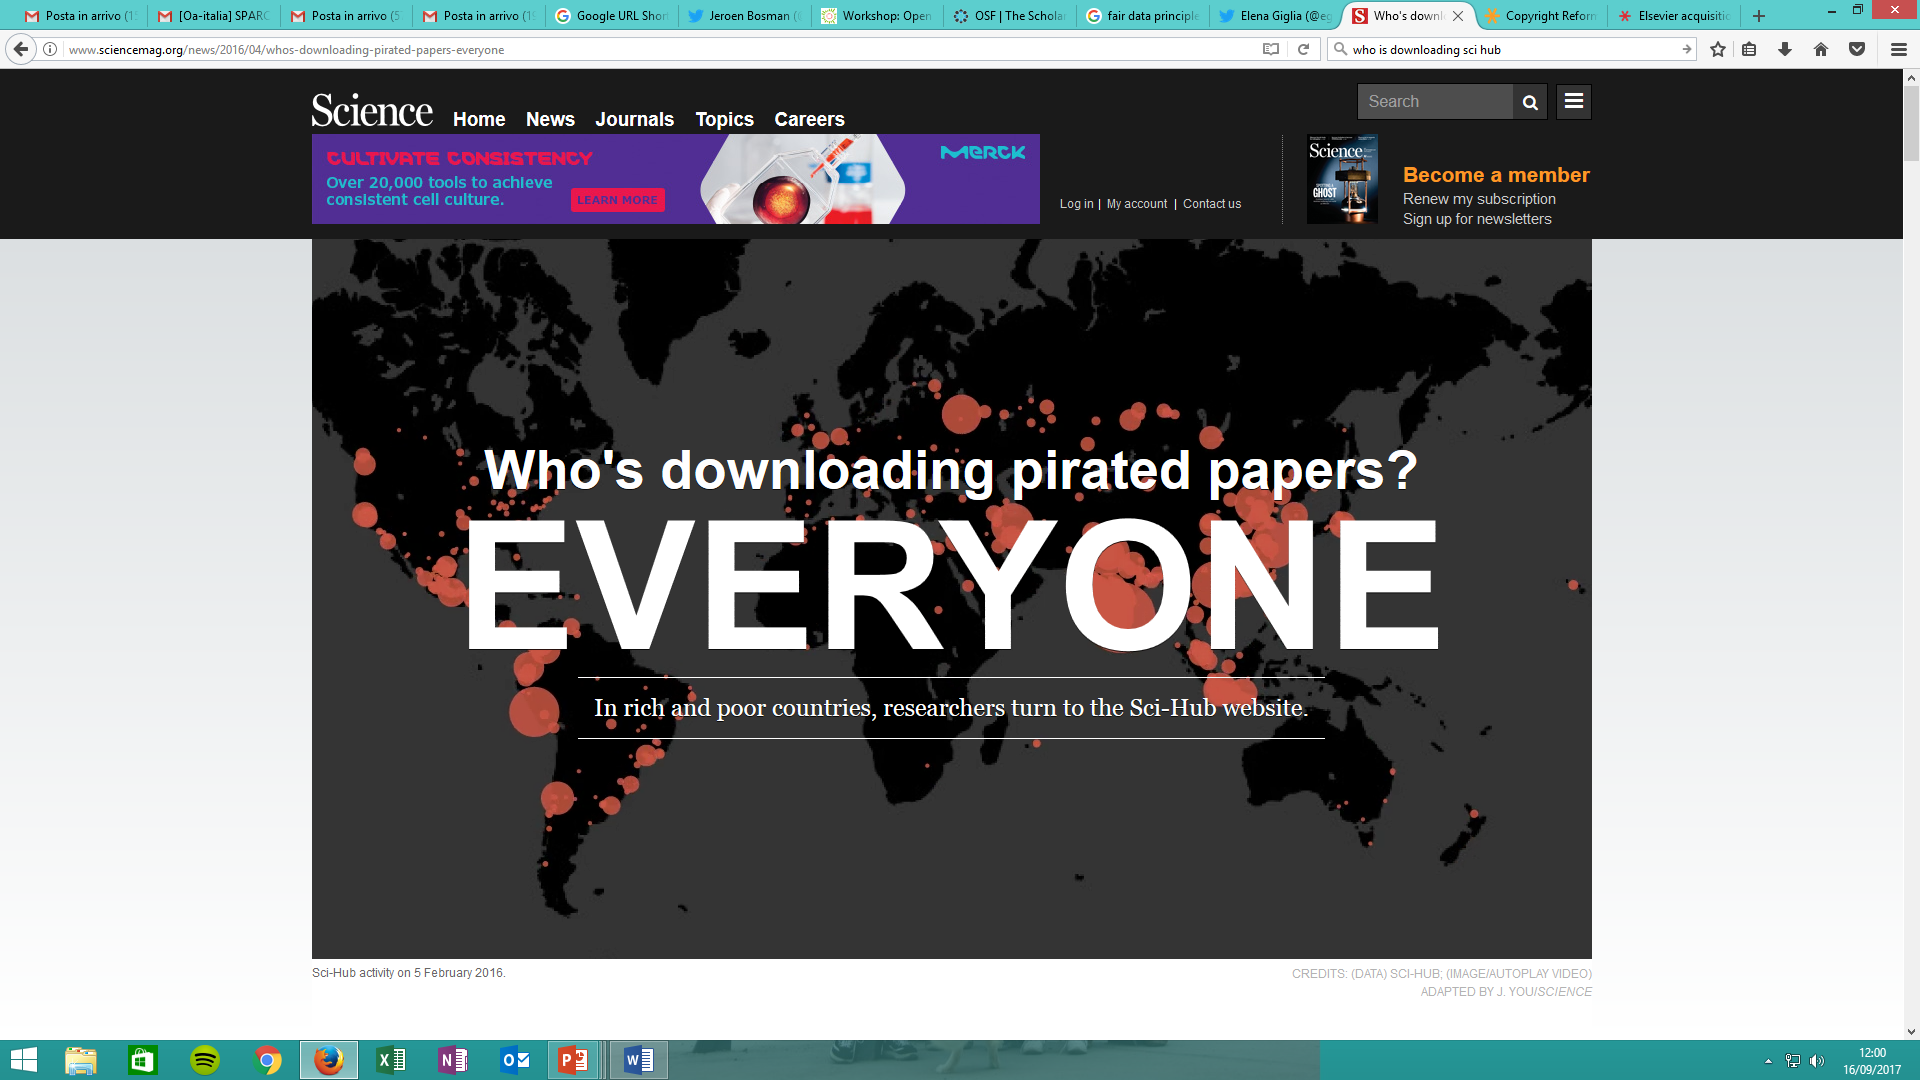 Posta in arrivo (1
[Oa-italia] SPARC
Posta in arrivo (5
Posta in arrivo (1
Google URL Shor
Jeroen Bosman (@
Workshop: Open
OSF | The Scholar
fair data principle
Elena Giglia (@eg
Who's downl
Copyright Reform
Elsevier acquisitic
www.sciencemag.org/news/2016/04/whos-downloading-pirated-papers-everyone
who is downloading sci hub
Science
Home
News
Journals
Topics
Careers
Search
CULTIVATE CONSISTENCY
Over 20,000 tools to achieve
consistent cell culture.
LEARN MORE
MERCK
Log in | My account | Contact us
Science
GHOST
Become a member
Renew my subscription
Sign up for newsletters
Who's downloading pirated papers?
EVERYONE
In rich and poor countries, researchers turn to the Sci-Hub website.
Sci-Hub activity on 5 February 2016.
CREDITS: (DATA) SCI-HUB; (IMAGE/AUTOPLAY VIDEO)
ADAPTED BY J. YOU/SCIENCE
12:00
16/09/2017